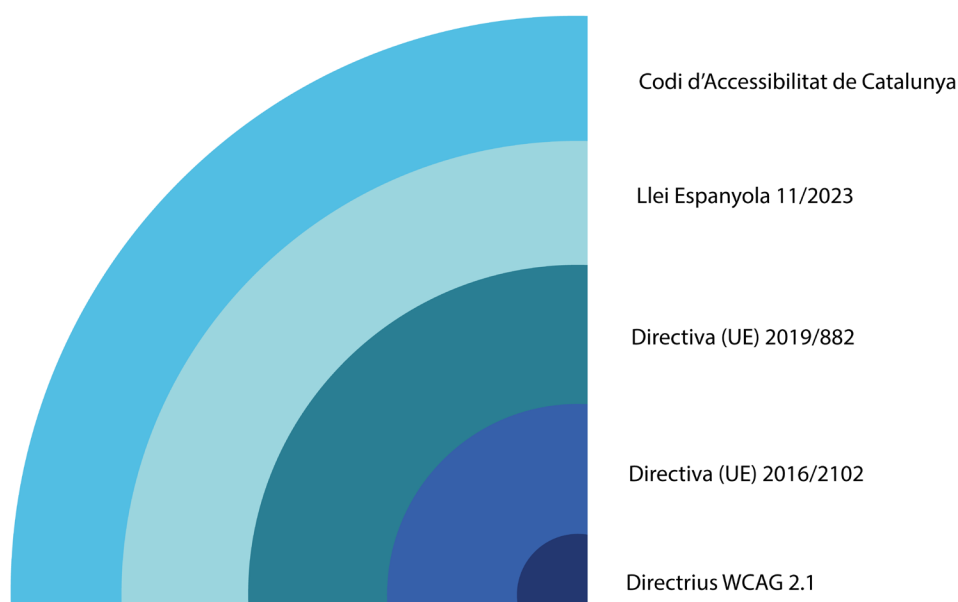 Codi d’Accessibilitat de Catalunya
Llei Espanyola 11/2023
Directiva (UE) 2019/882
Directiva (UE) 2016/2102
Directrius WCAG 2.1